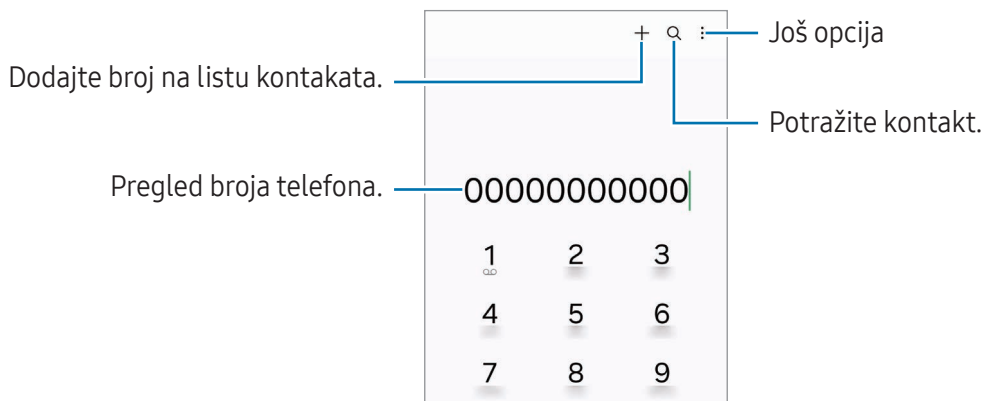 Još opcija
Dodajte broj na listu kontakata.
Potražite kontakt.
Pregled broja telefona.
00000000000
1 2 3
4 5 6
7 8 9